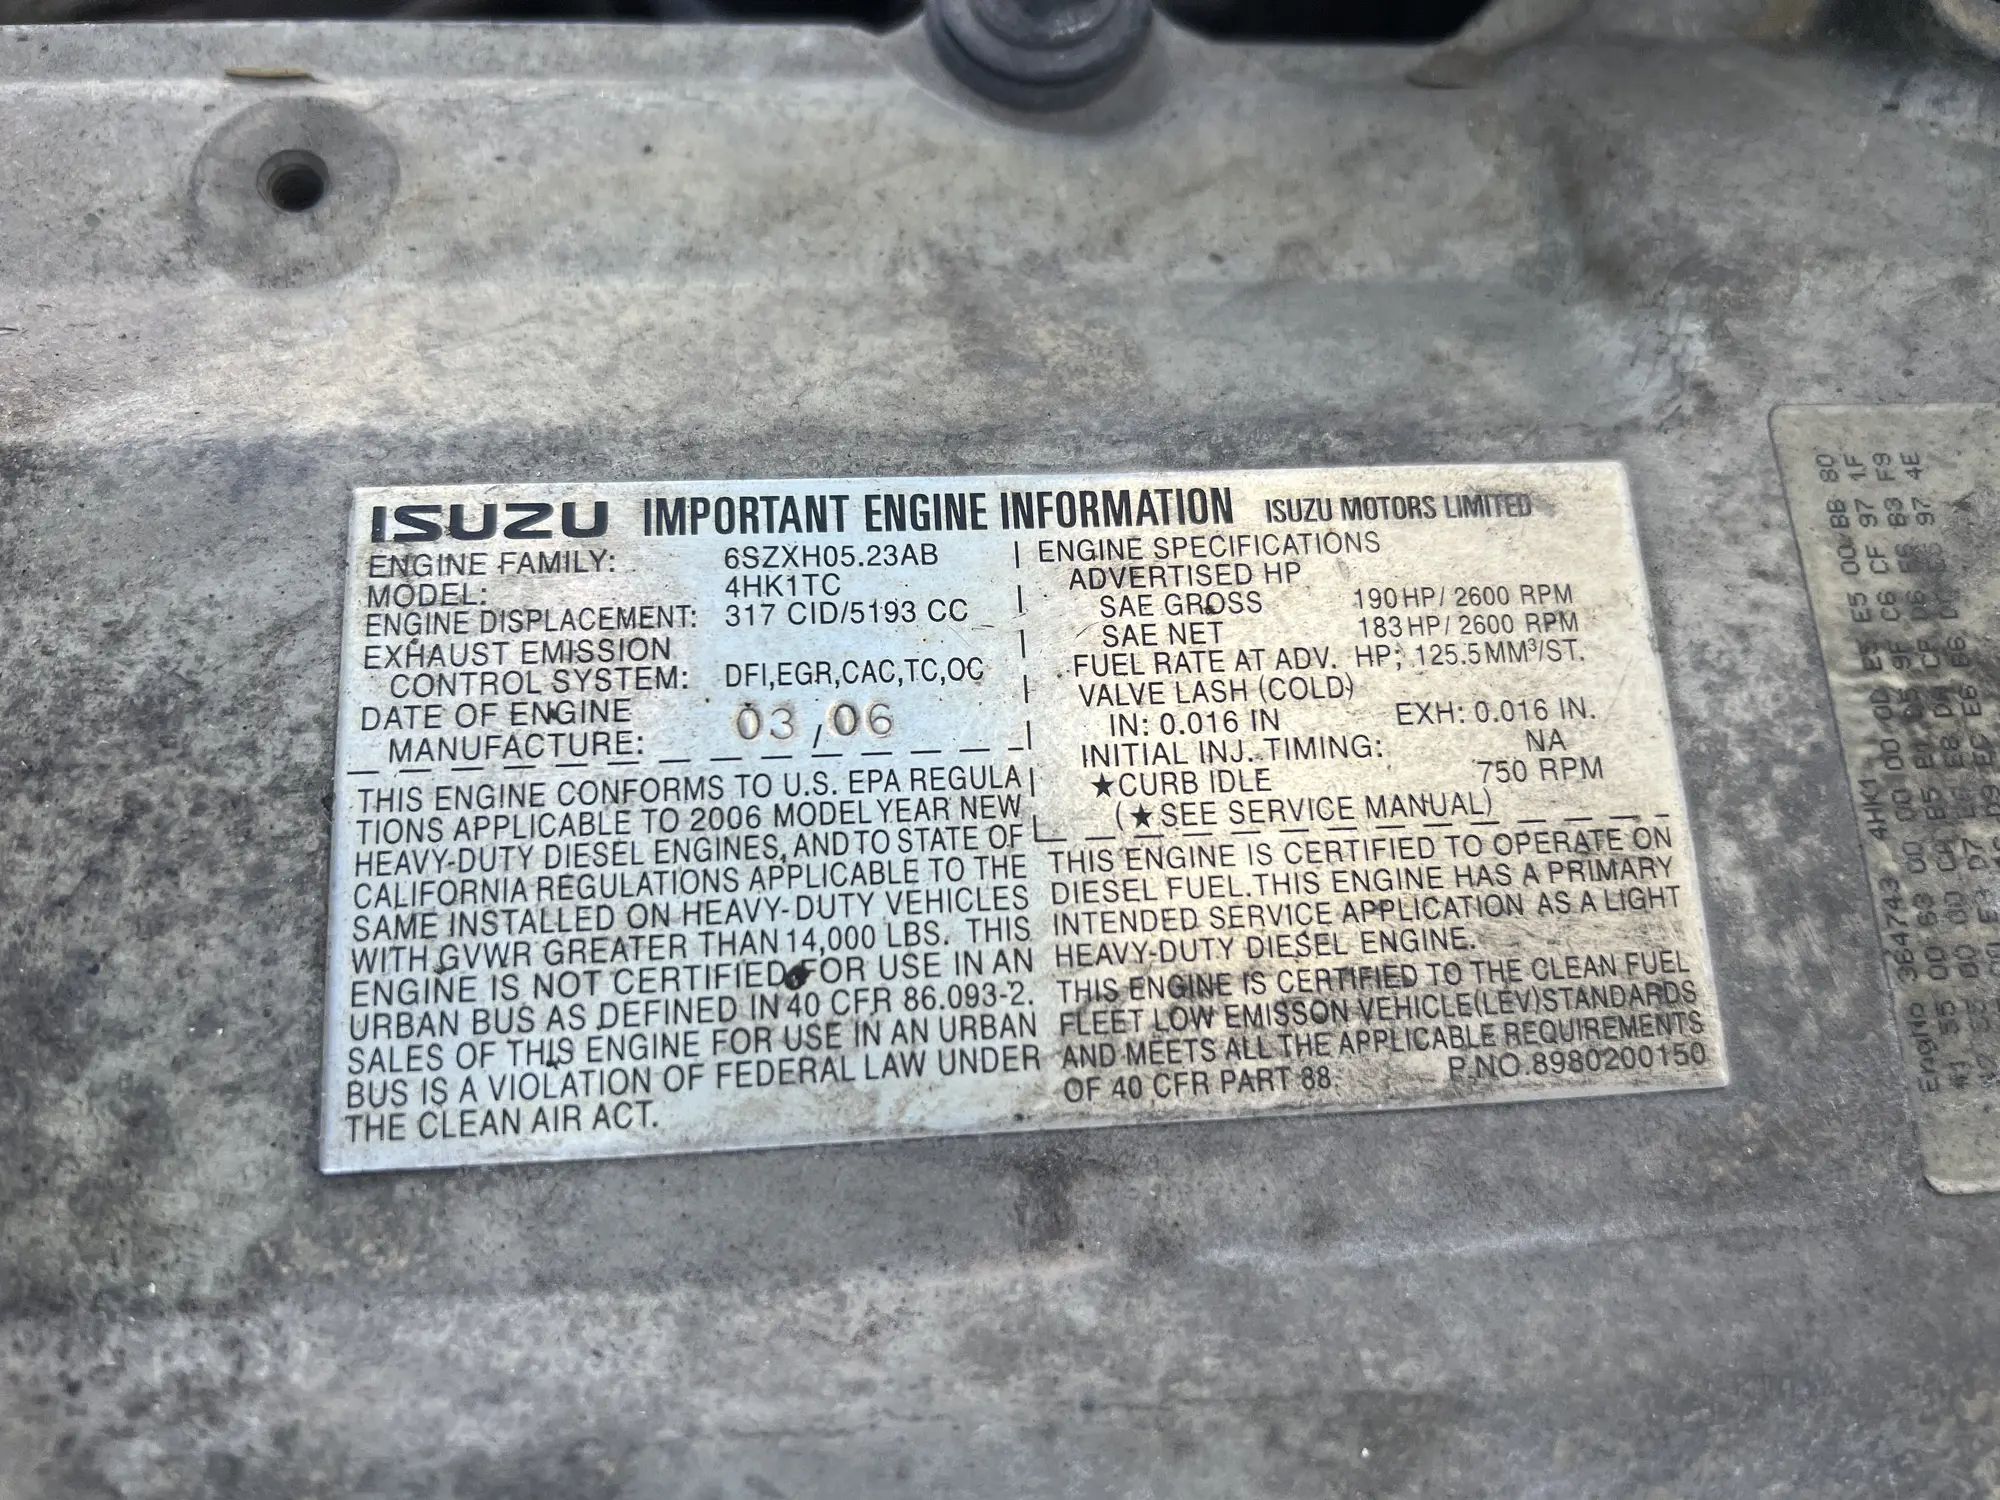 ISUZU IMPORTANT ENGINE INFORMATION ISUZU MOTORS LIMITED
ENGINE FAMILY: 6SZXH05.23AB
MODEL: 4HK1TC
ENGINE DISPLACEMENT: 317 CID/5193 CC
EXHAUST EMISSION
CONTROL SYSTEM: DFI,EGR,CAC,TC,OC
DATE OF ENGINE
MANUFACTURE: 03/06
THIS ENGINE CONFORMS TO U.S. EPA REGULA
TIONS APPLICABLE TO 2006 MODEL YEAR NEW
HEAVY-DUTY DIESEL ENGINES, AND TO STATE OF
CALIFORNIA REGULATIONS APPLICABLE TO THE
SAME INSTALLED ON HEAVY-DUTY VEHICLES
WITH GVWR GREATER THAN 14,000 LBS. THIS
ENGINE IS NOT CERTIFIED FOR USE IN AN
URBAN BUS AS DEFINED IN 40 CFR 86.093-2.
SALES OF THIS ENGINE FOR USE IN AN URBAN
BUS IS A VIOLATION OF FEDERAL LAW UNDER
THE CLEAN AIR ACT.
ENGINE SPECIFICATIONS
ADVERTISED HP
SAE GROSS 190 HP/ 2600 RPM
SAE NET 183 HP/ 2600 RPM
FUEL RATE AT ADV. HP; 125.5MM³/ST.
VALVE LASH (COLD)
IN: 0.016 IN EXH: 0.016 IN.
INITIAL INJ. TIMING: NA
★CURB IDLE 750 RPM
(★SEE SERVICE MANUAL)
THIS ENGINE IS CERTIFIED TO OPERATE ON
DIESEL FUEL. THIS ENGINE HAS A PRIMARY
INTENDED SERVICE APPLICATION AS A LIGHT
HEAVY-DUTY DIESEL ENGINE.
THIS ENGINE IS CERTIFIED TO THE CLEAN FUEL
FLEET LOW EMISSON VEHICLE(LEV)STANDARDS
AND MEETS ALL THE APPLICABLE REQUIREMENTS
OF 40 CFR PART 88. P.NO.8980200150
EngNo 364743 4HK1